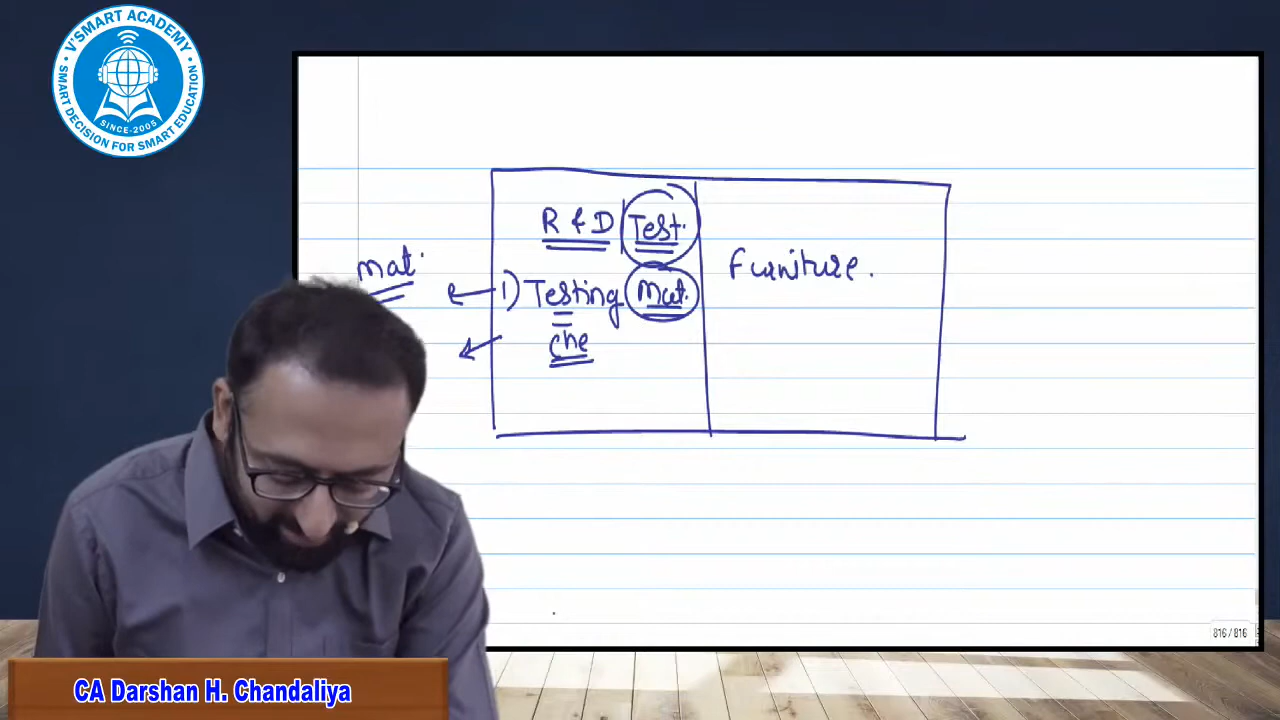 V'SMART ACADEMY
SINCE-2005
SMART DECISION FOR SMART EDUCATION
R & D Test.
mat.
1) Testing Mat.
che
Furniture.
816 / 816
CA Darshan H. Chandaliya